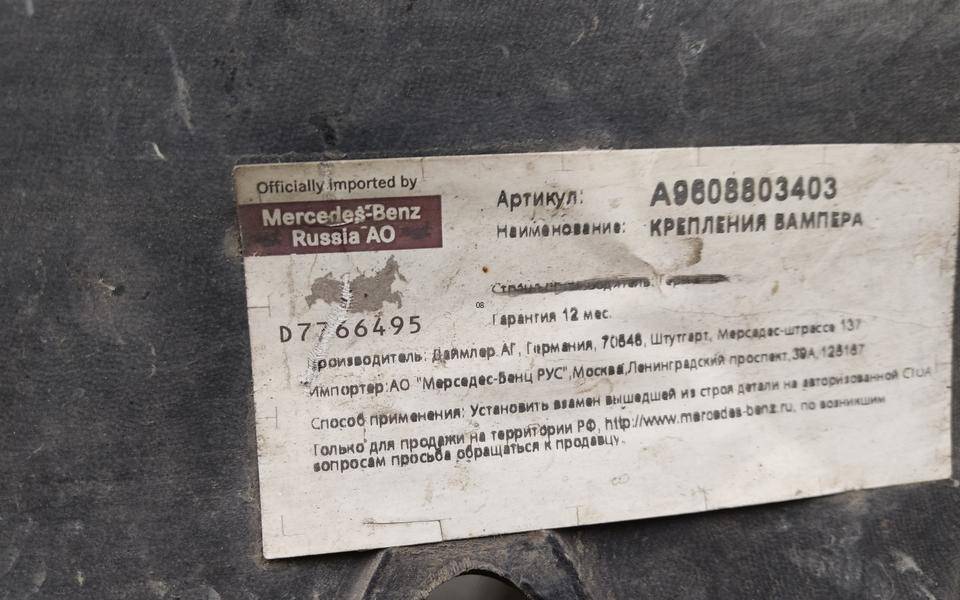 Officially imported by
Mercedes-Benz
Russia AO
Артикул: A9608803403
Наименование: КРЕПЛЕНИЯ ВАМПЕРА
08
Гарантия 12 мес.
D7766495
Производитель: Даймлер АГ, Германия, 70546, Штутгарт, Мерседес-штрассе 137
Импортер: АО "Мерседес-Бенц РУС", Москва, Ленинградский проспект, 39А, 125167
Способ применения: Установить взамен вышедшей из строя детали на авторизованной СТОА
Только для продажи на территории РФ, http://www.mercedes-benz.ru, по возникшим
вопросам просьба обращаться к продавцу.